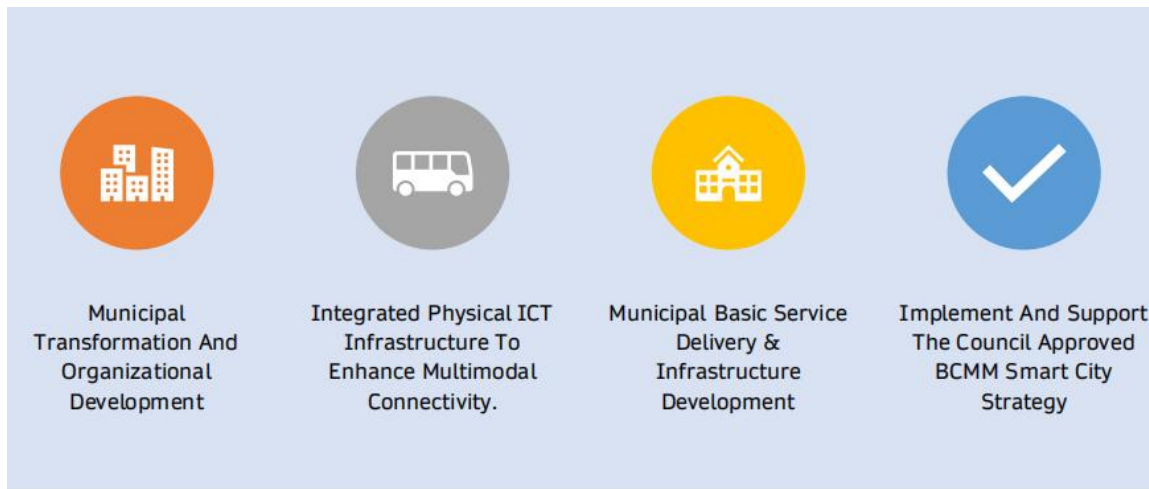 Municipal
Transformation And
Organizational
Development
Integrated Physical ICT
Infrastructure To
Enhance Multimodal
Connectivity.
Municipal Basic Service
Delivery &
Infrastructure
Development
Implement And Support
The Council Approved
BCMM Smart City
Strategy